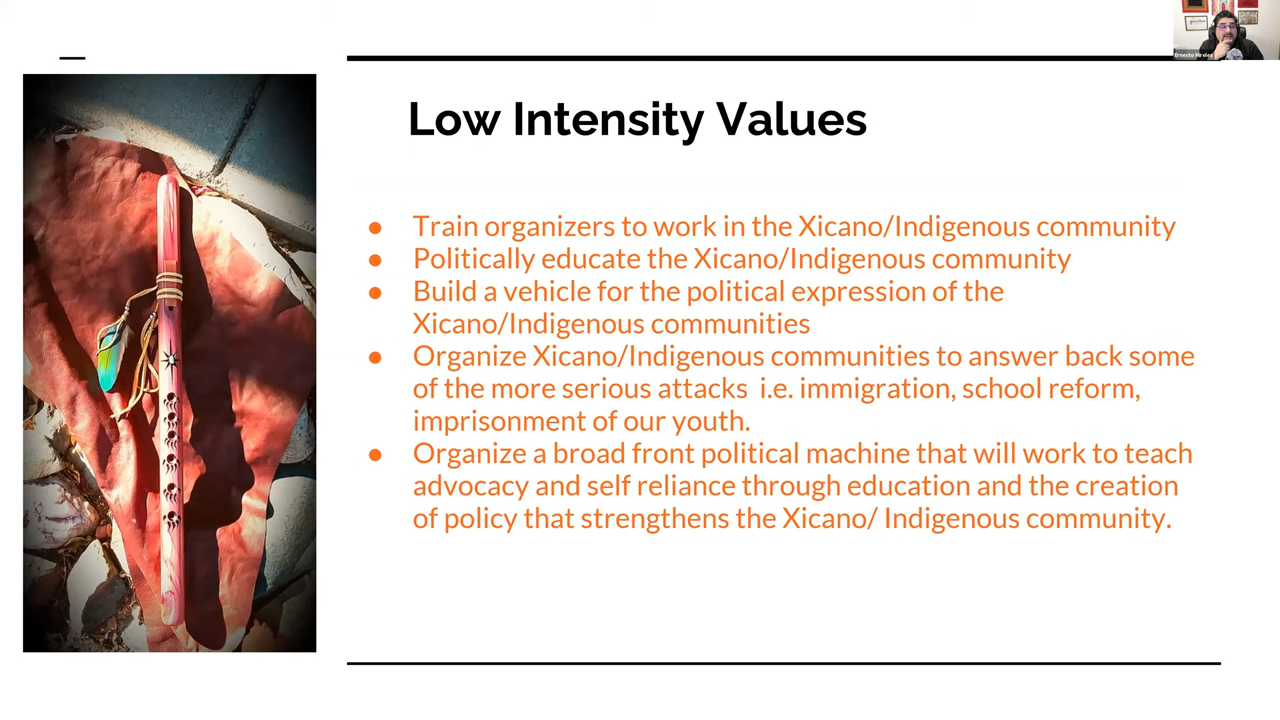 Ernesto Mireles
Low Intensity Values
● Train organizers to work in the Xicano/Indigenous community
● Politically educate the Xicano/Indigenous community
● Build a vehicle for the political expression of the
Xicano/Indigenous communities
● Organize Xicano/Indigenous communities to answer back some
of the more serious attacks  i.e. immigration, school reform,
imprisonment of our youth.
● Organize a broad front political machine that will work to teach
advocacy and self reliance through education and the creation
of policy that strengthens the Xicano/ Indigenous community.